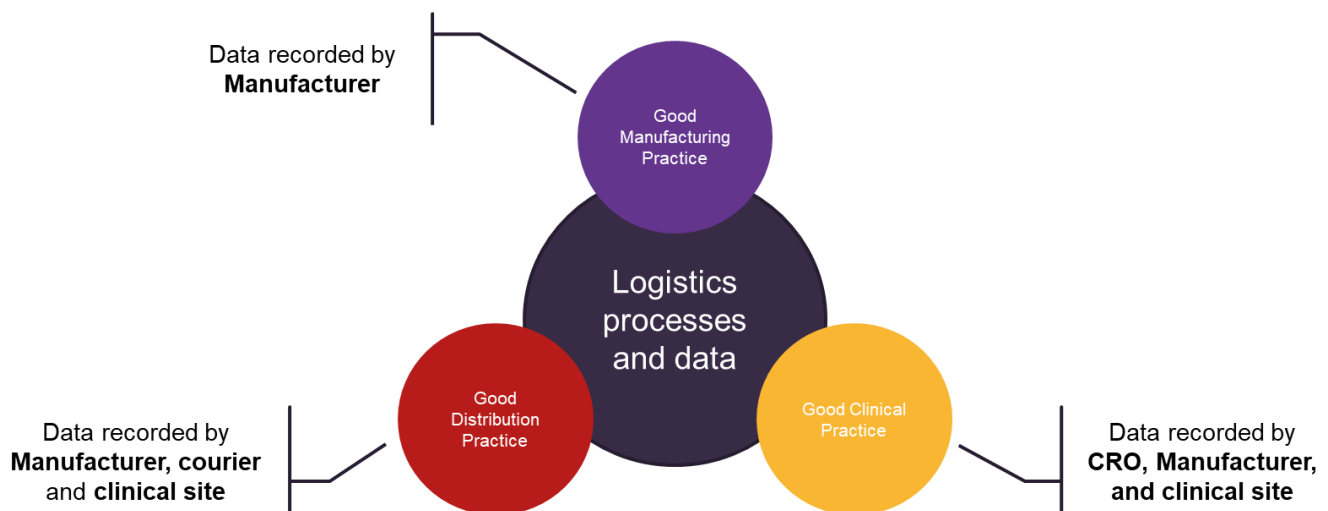 Data recorded by
Manufacturer
Good
Manufacturing
Practice
Logistics
processes
and data
Good
Distribution
Practice
Good Clinical
Practice
Data recorded by
Manufacturer, courier
and clinical site
Data recorded by
CRO, Manufacturer,
and clinical site